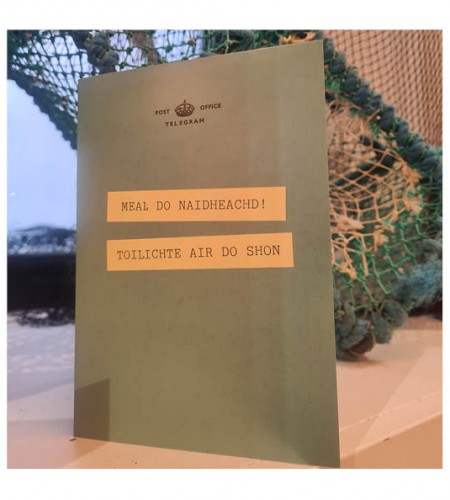 POST OFFICE
TELEGRAM
MEAL DO NAIDHEACHD!
TOILICHTE AIR DO SHON